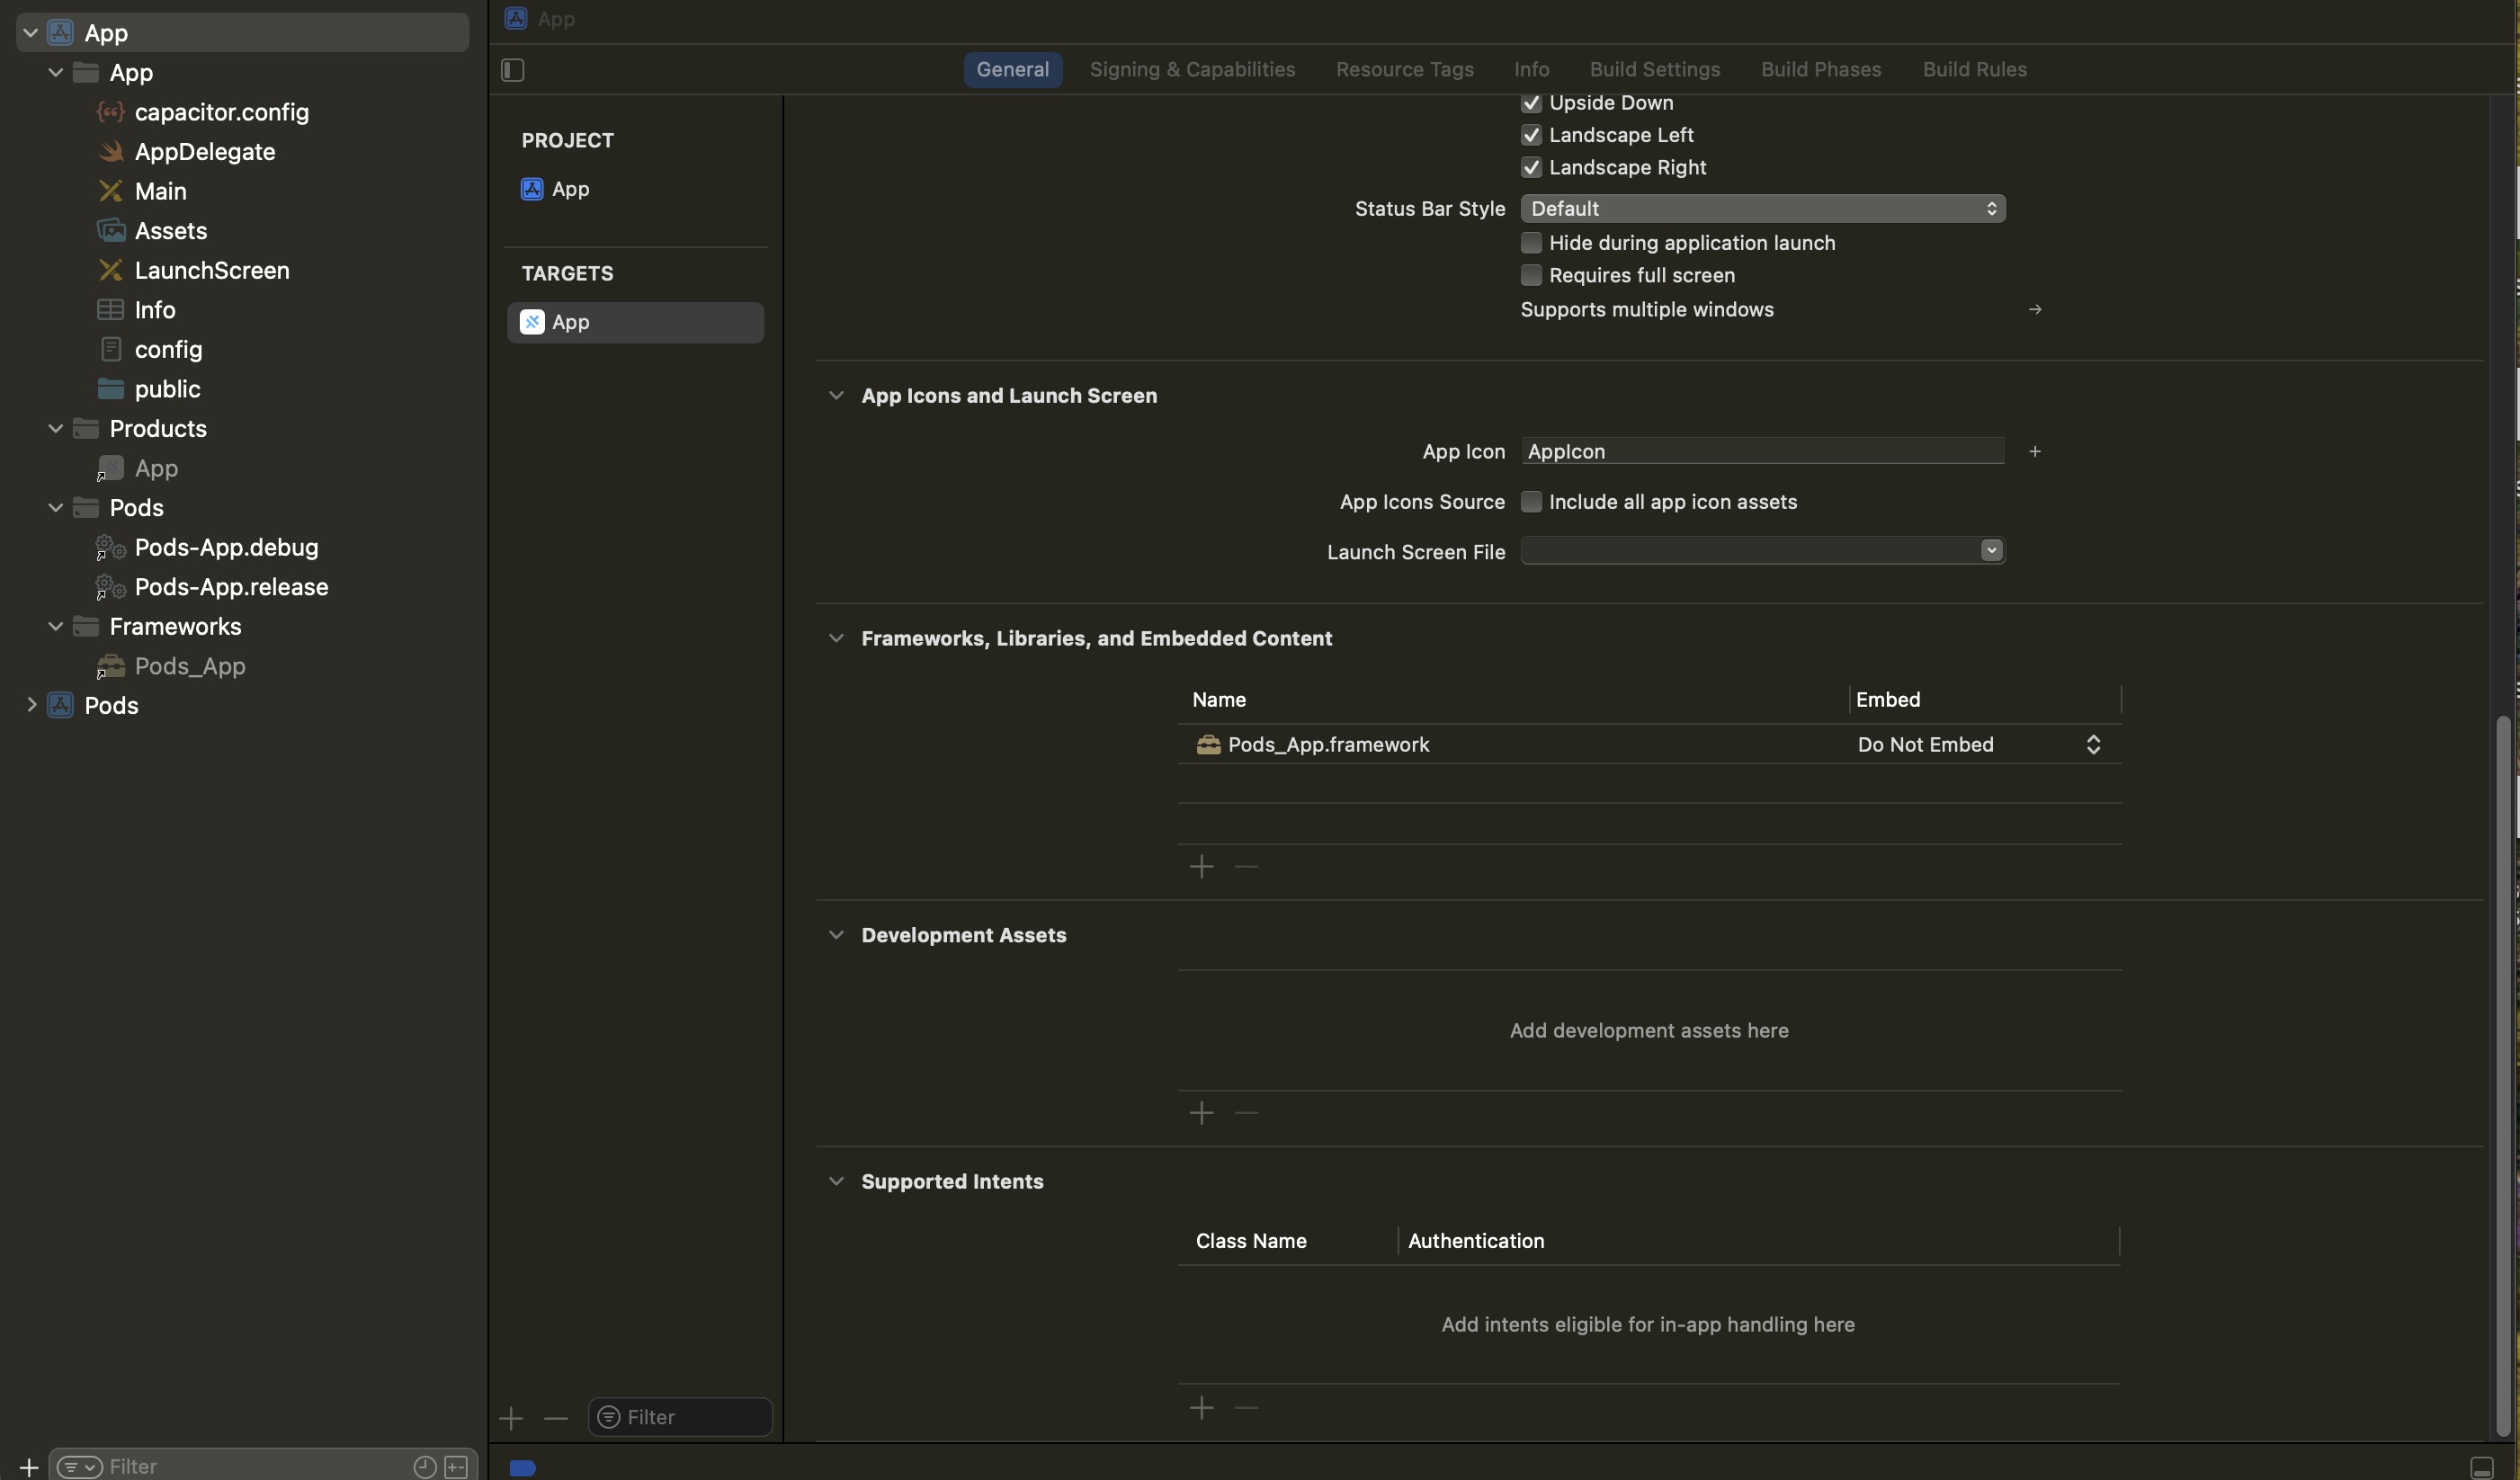 App
App
capacitor.config
AppDelegate
Main
Assets
LaunchScreen
Info
config
public
Products
App
Pods
Pods-App.debug
Pods-App.release
Frameworks
Pods_App
Pods
Filter
App
General Signing & Capabilities Resource Tags Info Build Settings Build Phases Build Rules
PROJECT
App
TARGETS
App
Filter
Upside Down
Landscape Left
Landscape Right
Status Bar Style Default
Hide during application launch
Requires full screen
Supports multiple windows
App Icons and Launch Screen
App Icon AppIcon
App Icons Source Include all app icon assets
Launch Screen File
Frameworks, Libraries, and Embedded Content
Name Embed
Pods_App.framework Do Not Embed
Development Assets
Add development assets here
Supported Intents
Class Name Authentication
Add intents eligible for in-app handling here